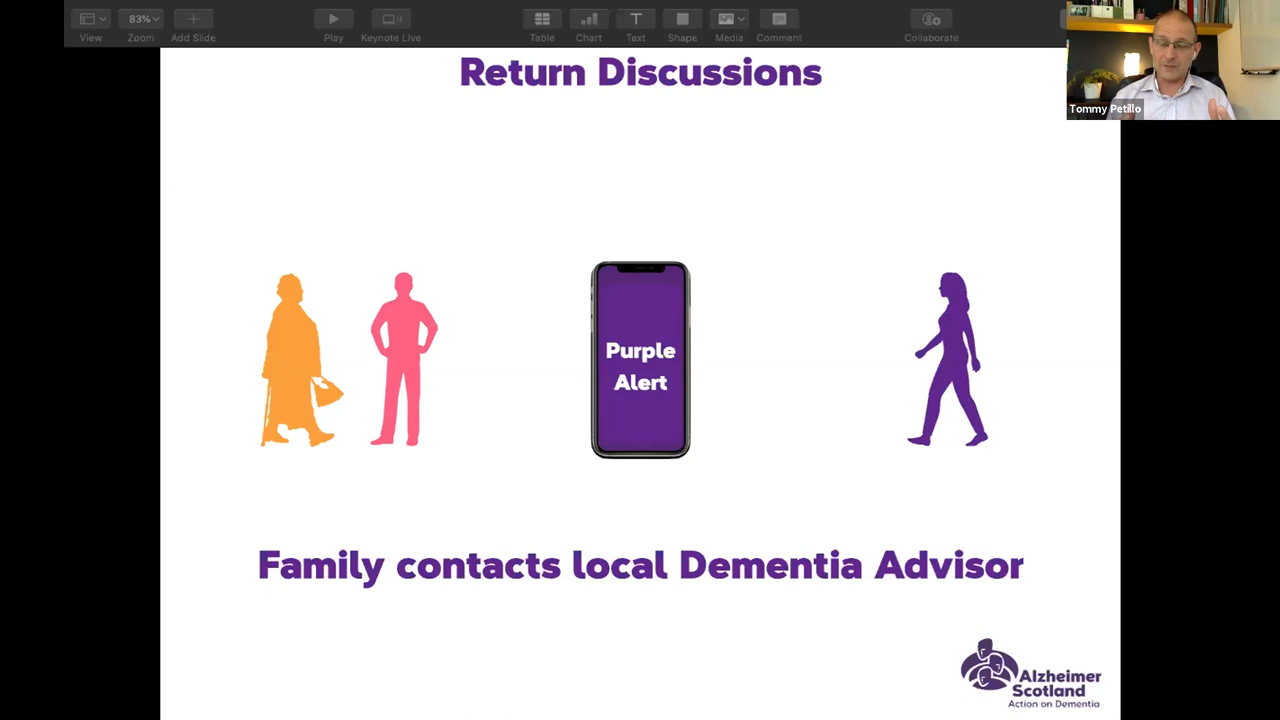 83%
View
Zoom
Add Slide
Play
Keynote Live
Table
Chart
Text
Shape
Media
Comment
Collaborate
Tommy Petillo
Return Discussions
Purple
Alert
Family contacts local Dementia Advisor
Alzheimer
Scotland
Action on Dementia